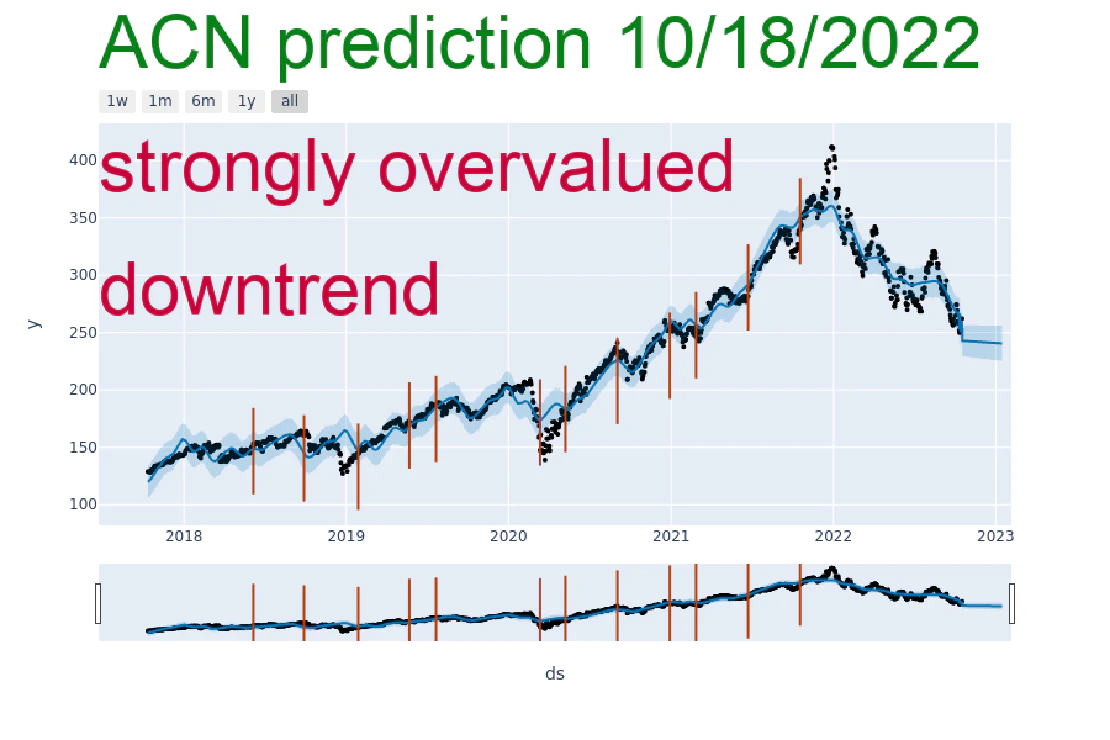 ACN prediction 10/18/2022
1w 1m 6m 1y all
strongly overvalued
downtrend
400
350
300
250
200
150
100
y
2018 2019 2020 2021 2022 2023
ds